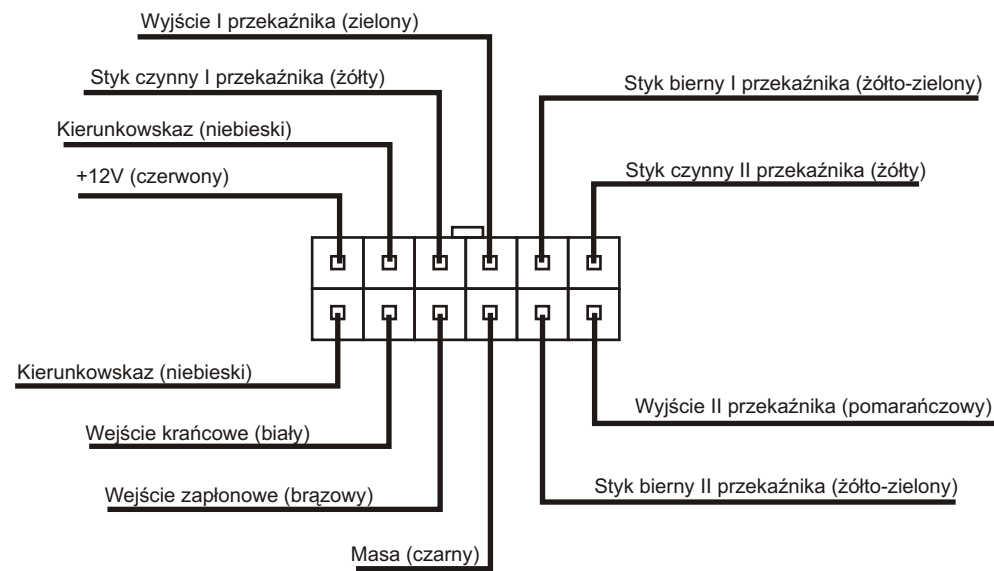 Wyjście I przekaźnika (zielony)
Styk czynny I przekaźnika (żółty)
Styk bierny I przekaźnika (żółto-zielony)
Kierunkowskaz (niebieski)
+12V (czerwony)
Styk czynny II przekaźnika (żółty)
Kierunkowskaz (niebieski)
Wyjście II przekaźnika (pomarańczowy)
Wejście krańcowe (biały)
Styk bierny II przekaźnika (żółto-zielony)
Wejście zapłonowe (brązowy)
Masa (czarny)